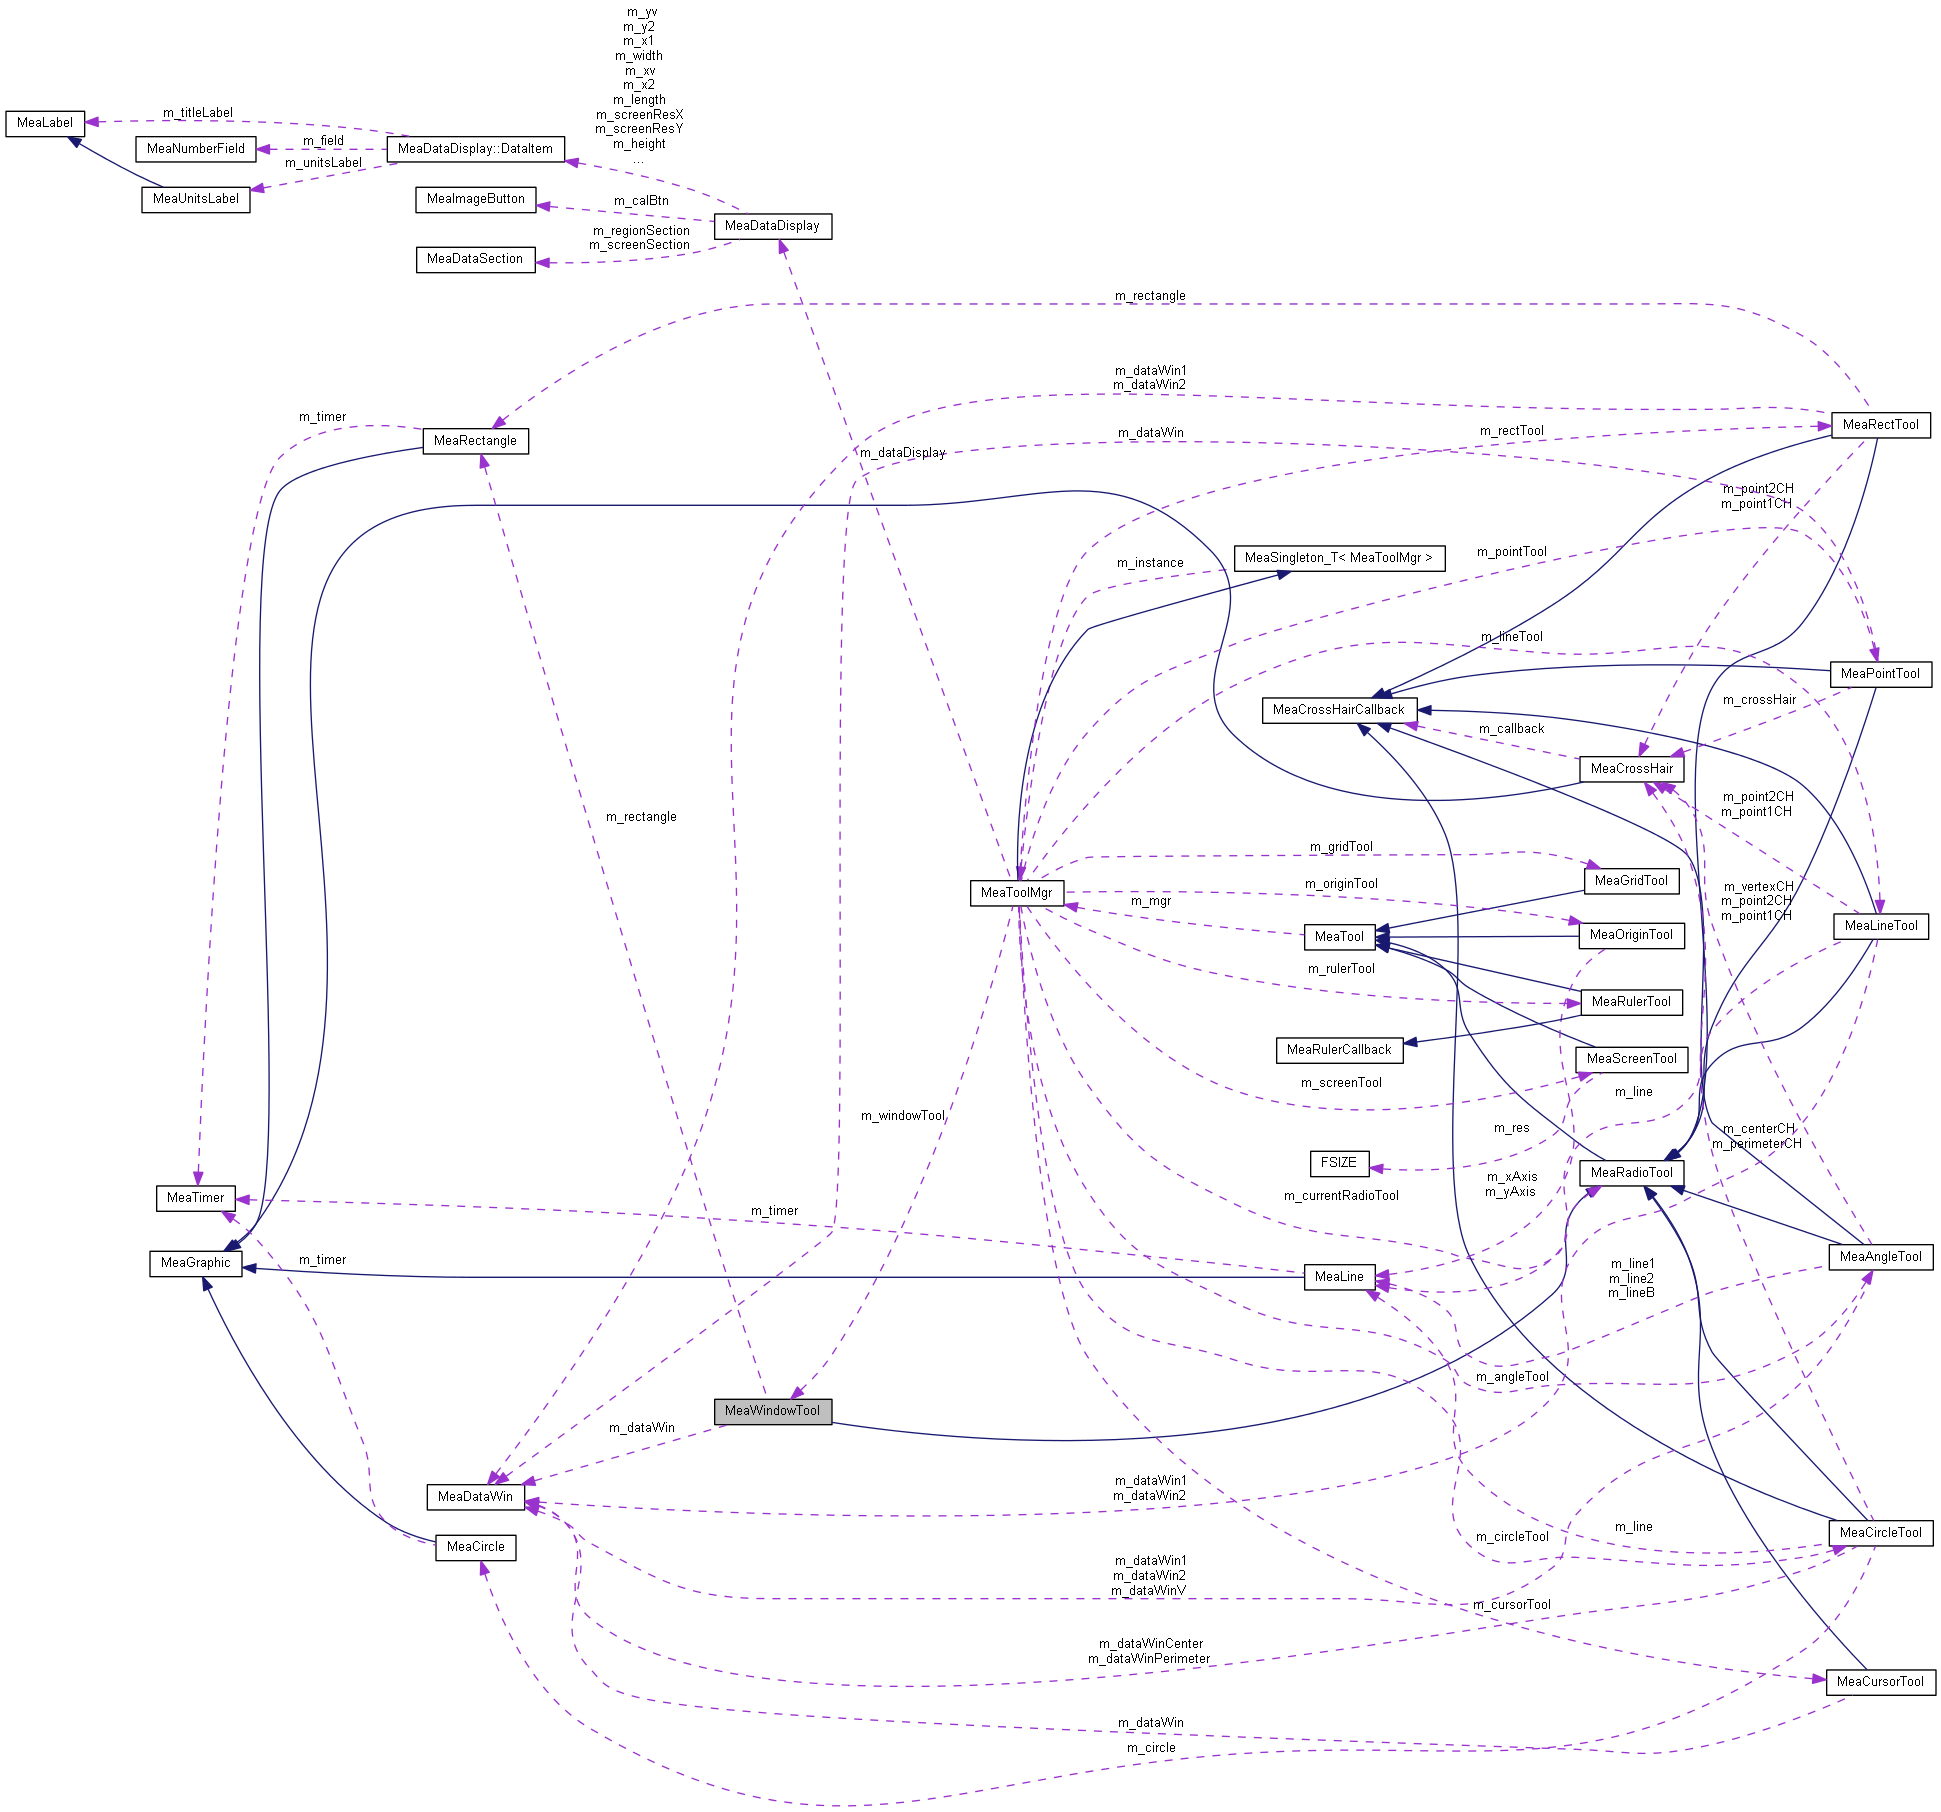 m_yv
m_y2
m_x1
m_width
m_xv
m_x2
m_length
m_screenResX
m_screenResY
m_height
...
MeaLabel
m_titleLabel
MeaNumberField
m_field
MeaDataDisplay::DataItem
m_unitsLabel
MeaUnitsLabel
MeaImageButton
m_calBtn
MeaDataDisplay
m_regionSection
m_screenSection
MeaDataSection
m_rectangle
m_dataWin1
m_dataWin2
m_timer
MeaRectangle
m_dataDisplay
m_dataWin
m_rectTool
MeaRectTool
m_point2CH
m_point1CH
m_instance
MeaSingleton_T< MeaToolMgr >
m_pointTool
m_lineTool
MeaPointTool
MeaCrossHairCallback
m_crossHair
m_callback
MeaCrossHair
m_rectangle
m_point2CH
m_point1CH
m_gridTool
MeaGridTool
MeaToolMgr
m_originTool
m_mgr
m_vertexCH
m_point2CH
m_point1CH
MeaTool
MeaOriginTool
MeaLineTool
m_rulerTool
MeaRulerTool
MeaRulerCallback
MeaScreenTool
m_screenTool
m_line
m_windowTool
m_res
m_centerCH
m_perimeterCH
FSIZE
MeaRadioTool
m_xAxis
m_yAxis
m_currentRadioTool
MeaTimer
m_timer
MeaGraphic
m_timer
MeaLine
m_line1
m_line2
m_lineB
MeaAngleTool
m_angleTool
MeaWindowTool
m_dataWin
m_dataWin1
m_dataWin2
MeaDataWin
MeaCircle
m_circleTool
m_line
MeaCircleTool
m_dataWin1
m_dataWin2
m_dataWinV
m_cursorTool
m_dataWinCenter
m_dataWinPerimeter
MeaCursorTool
m_dataWin
m_circle